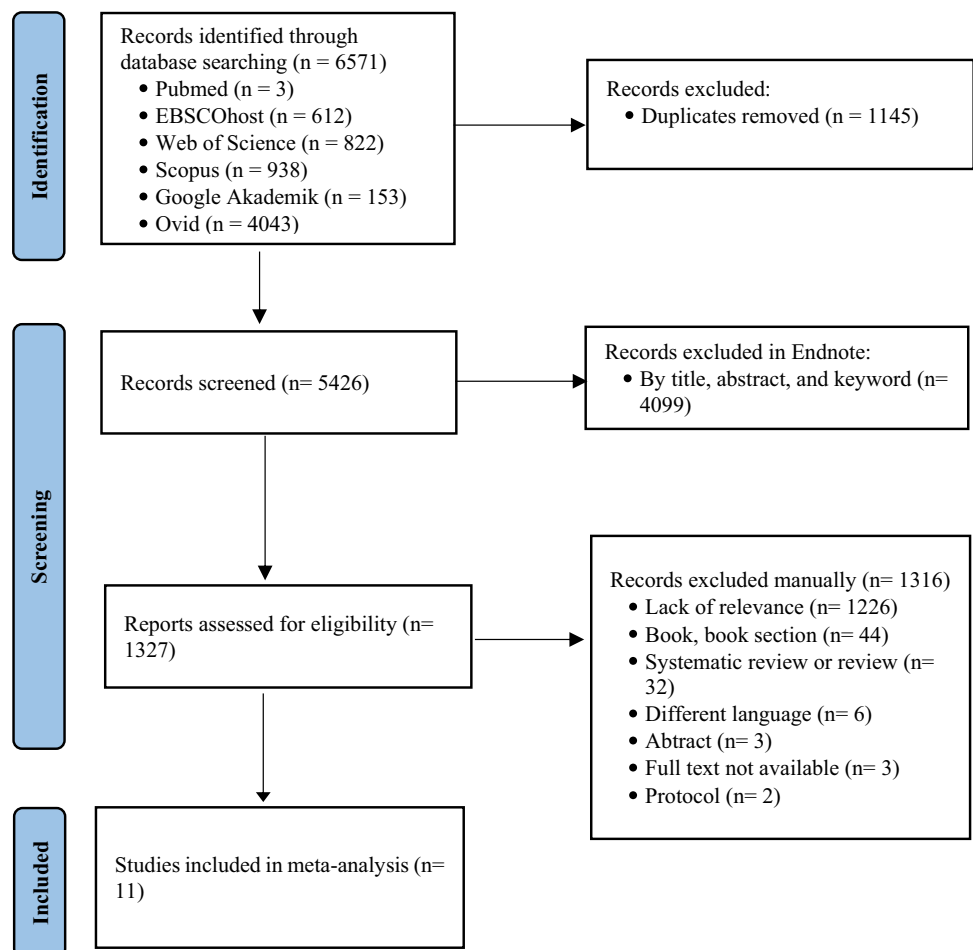 Identification
Records identified through
database searching (n = 6571)
• Pubmed (n = 3)
• EBSCOhost (n = 612)
• Web of Science (n = 822)
• Scopus (n = 938)
• Google Akademik (n = 153)
• Ovid (n = 4043)
Records excluded:
• Duplicates removed (n = 1145)
Screening
Records screened (n= 5426)
Records excluded in Endnote:
• By title, abstract, and keyword (n=
4099)
Reports assessed for eligibility (n=
1327)
Records excluded manually (n= 1316)
• Lack of relevance (n= 1226)
• Book, book section (n= 44)
• Systematic review or review (n=
32)
• Different language (n= 6)
• Abtract (n= 3)
• Full text not available (n= 3)
• Protocol (n= 2)
Included
Studies included in meta-analysis (n=
11)